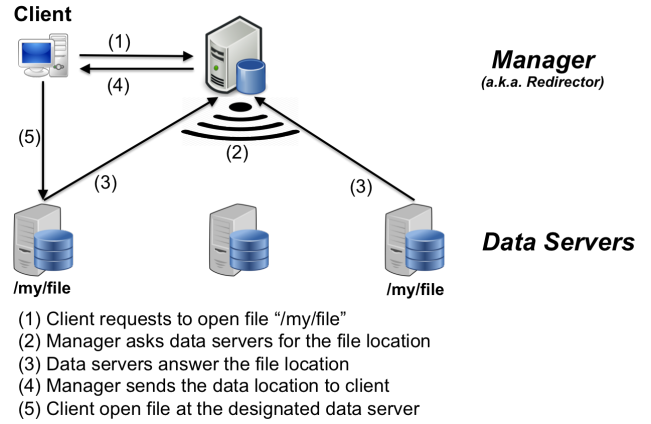 Client
(1)
(4)
Manager
(a.k.a. Redirector)
(5)
(2)
(3)
(3)
Data Servers
/my/file
/my/file
(1) Client requests to open file “/my/file”
(2) Manager asks data servers for the file location
(3) Data servers answer the file location
(4) Manager sends the data location to client
(5) Client open file at the designated data server